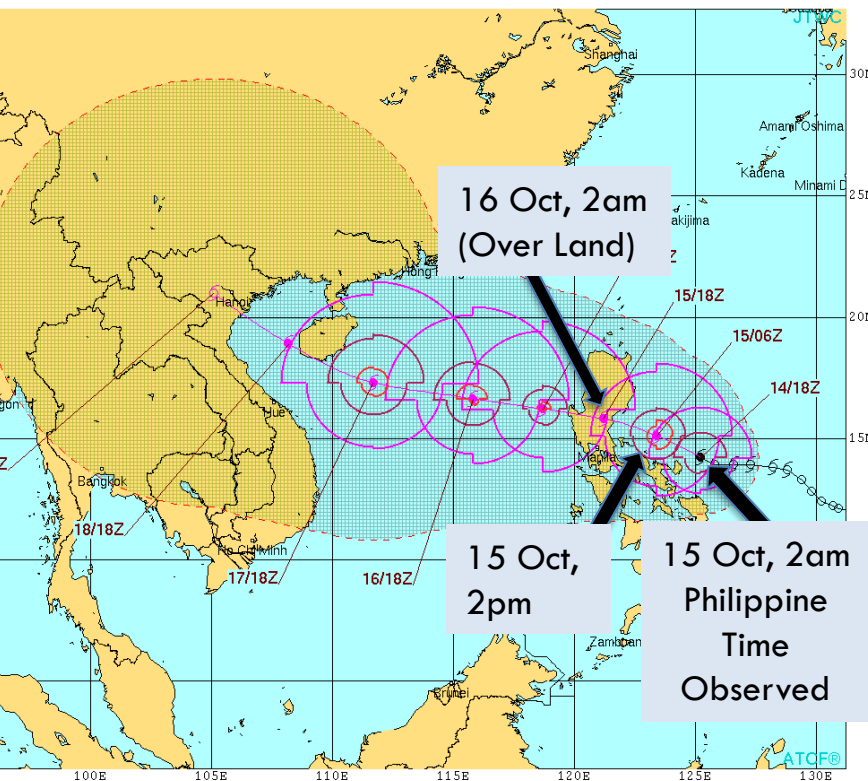 JTWC
Shanghai
30N
Amami Oshima
Kadena
Minami D
25N
16 Oct, 2am
(Over Land)
akijima
Z
Hong
Hanoi
15/18Z
20N
15/06Z
14/18Z
gon
Hue
15N
Manila
Z
Bangkok
18/18Z
Ho Chi Minh
17/18Z
16/18Z
15 Oct,
2pm
15 Oct, 2am
Philippine
Time
Observed
Brunei
ATCF®
100E
105E
110E
115E
120E
125E
130E